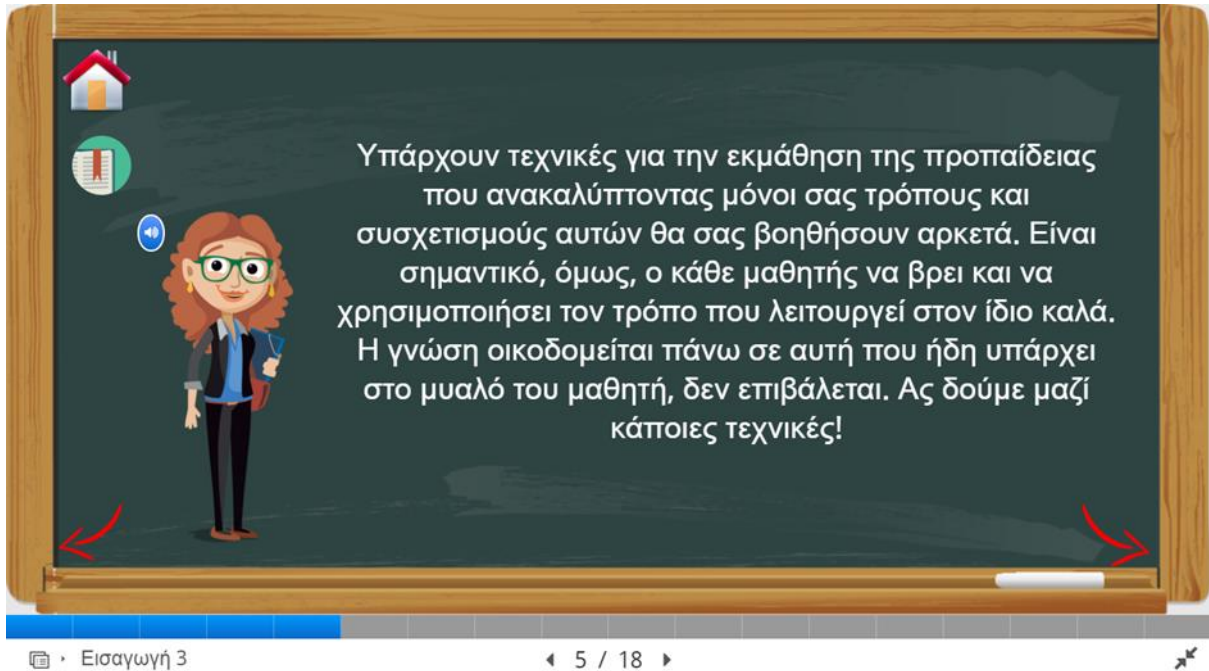 Υπάρχουν τεχνικές για την εκμάθηση της προπαίδειας
που ανακαλύπτοντας μόνοι σας τρόπους και
συσχετισμούς αυτών θα σας βοηθήσουν αρκετά. Είναι
σημαντικό, όμως, ο κάθε μαθητής να βρει και να
χρησιμοποιήσει τον τρόπο που λειτουργεί στον ίδιο καλά.
Η γνώση οικοδομείται πάνω σε αυτή που ήδη υπάρχει
στο μυαλό του μαθητή, δεν επιβάλεται. Ας δούμε μαζί
κάποιες τεχνικές!
Εισαγωγή 3
5 / 18